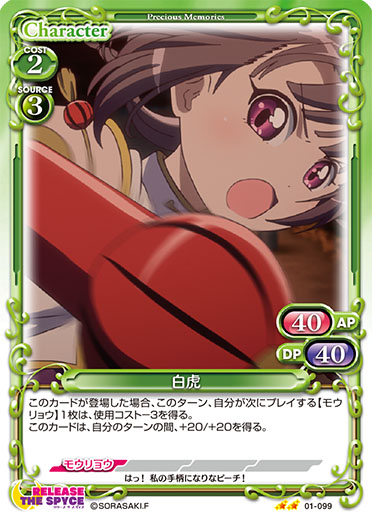 Precious Memories
Character
COST
2
SOURCE
3
40 AP
DP 40
白虎
このカードが登場した場合、このターン、自分が次にプレイする【モウ
リョウ】1枚は、使用コスト－3を得る。
このカードは、自分のターンの間、+20/+20を得る。
モウリョウ
はっ！ 私の手柄になりなピーチ！
RELEASE
THE SPYCE
©SORASAKI.F
01-099